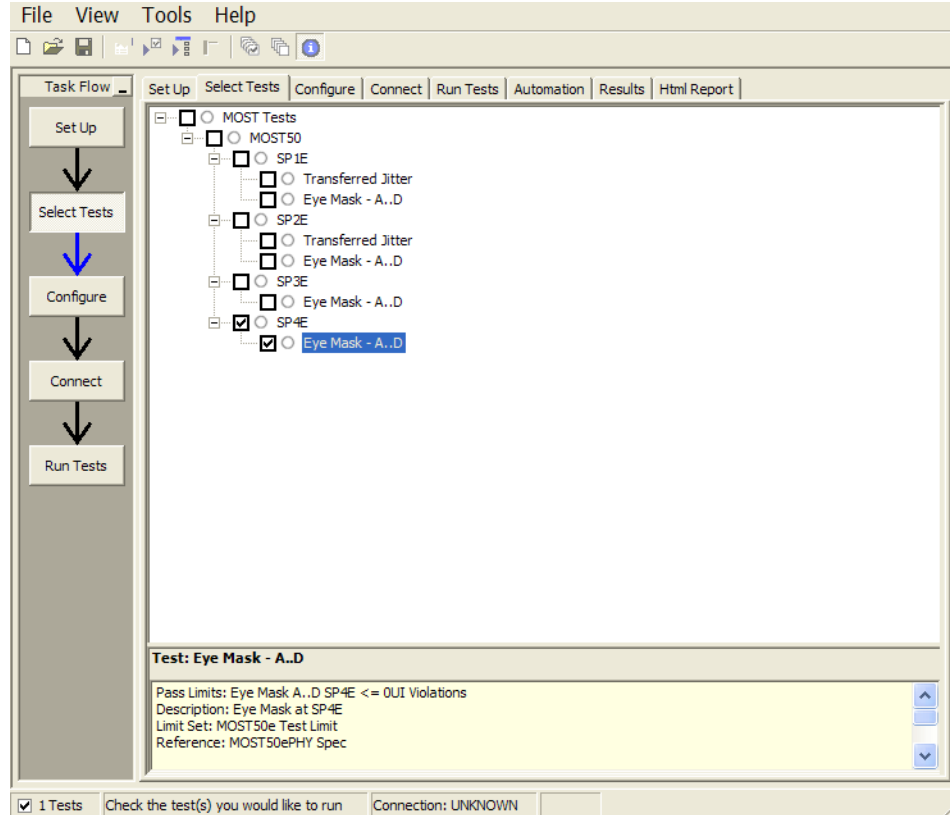 File View Tools Help
Task Flow
Set Up Select Tests Configure Connect Run Tests Automation Results Html Report
Set Up
Select Tests
Configure
Connect
Run Tests
MOST Tests
MOST50
SP1E
Transferred Jitter
Eye Mask - A..D
SP2E
Transferred Jitter
Eye Mask - A..D
SP3E
Eye Mask - A..D
SP4E
Eye Mask - A..D
Test: Eye Mask - A..D
Pass Limits: Eye Mask A..D SP4E <= 0UI Violations
Description: Eye Mask at SP4E
Limit Set: MOST50e Test Limit
Reference: MOST50ePHY Spec
1 Tests Check the test(s) you would like to run Connection: UNKNOWN